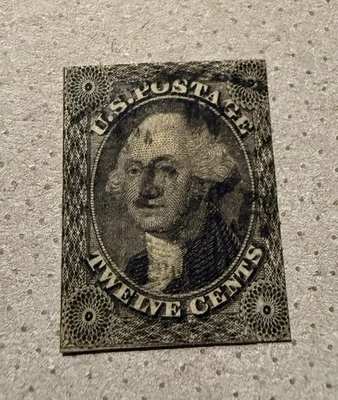 U.S. POSTAGE
TWELVE CENTS